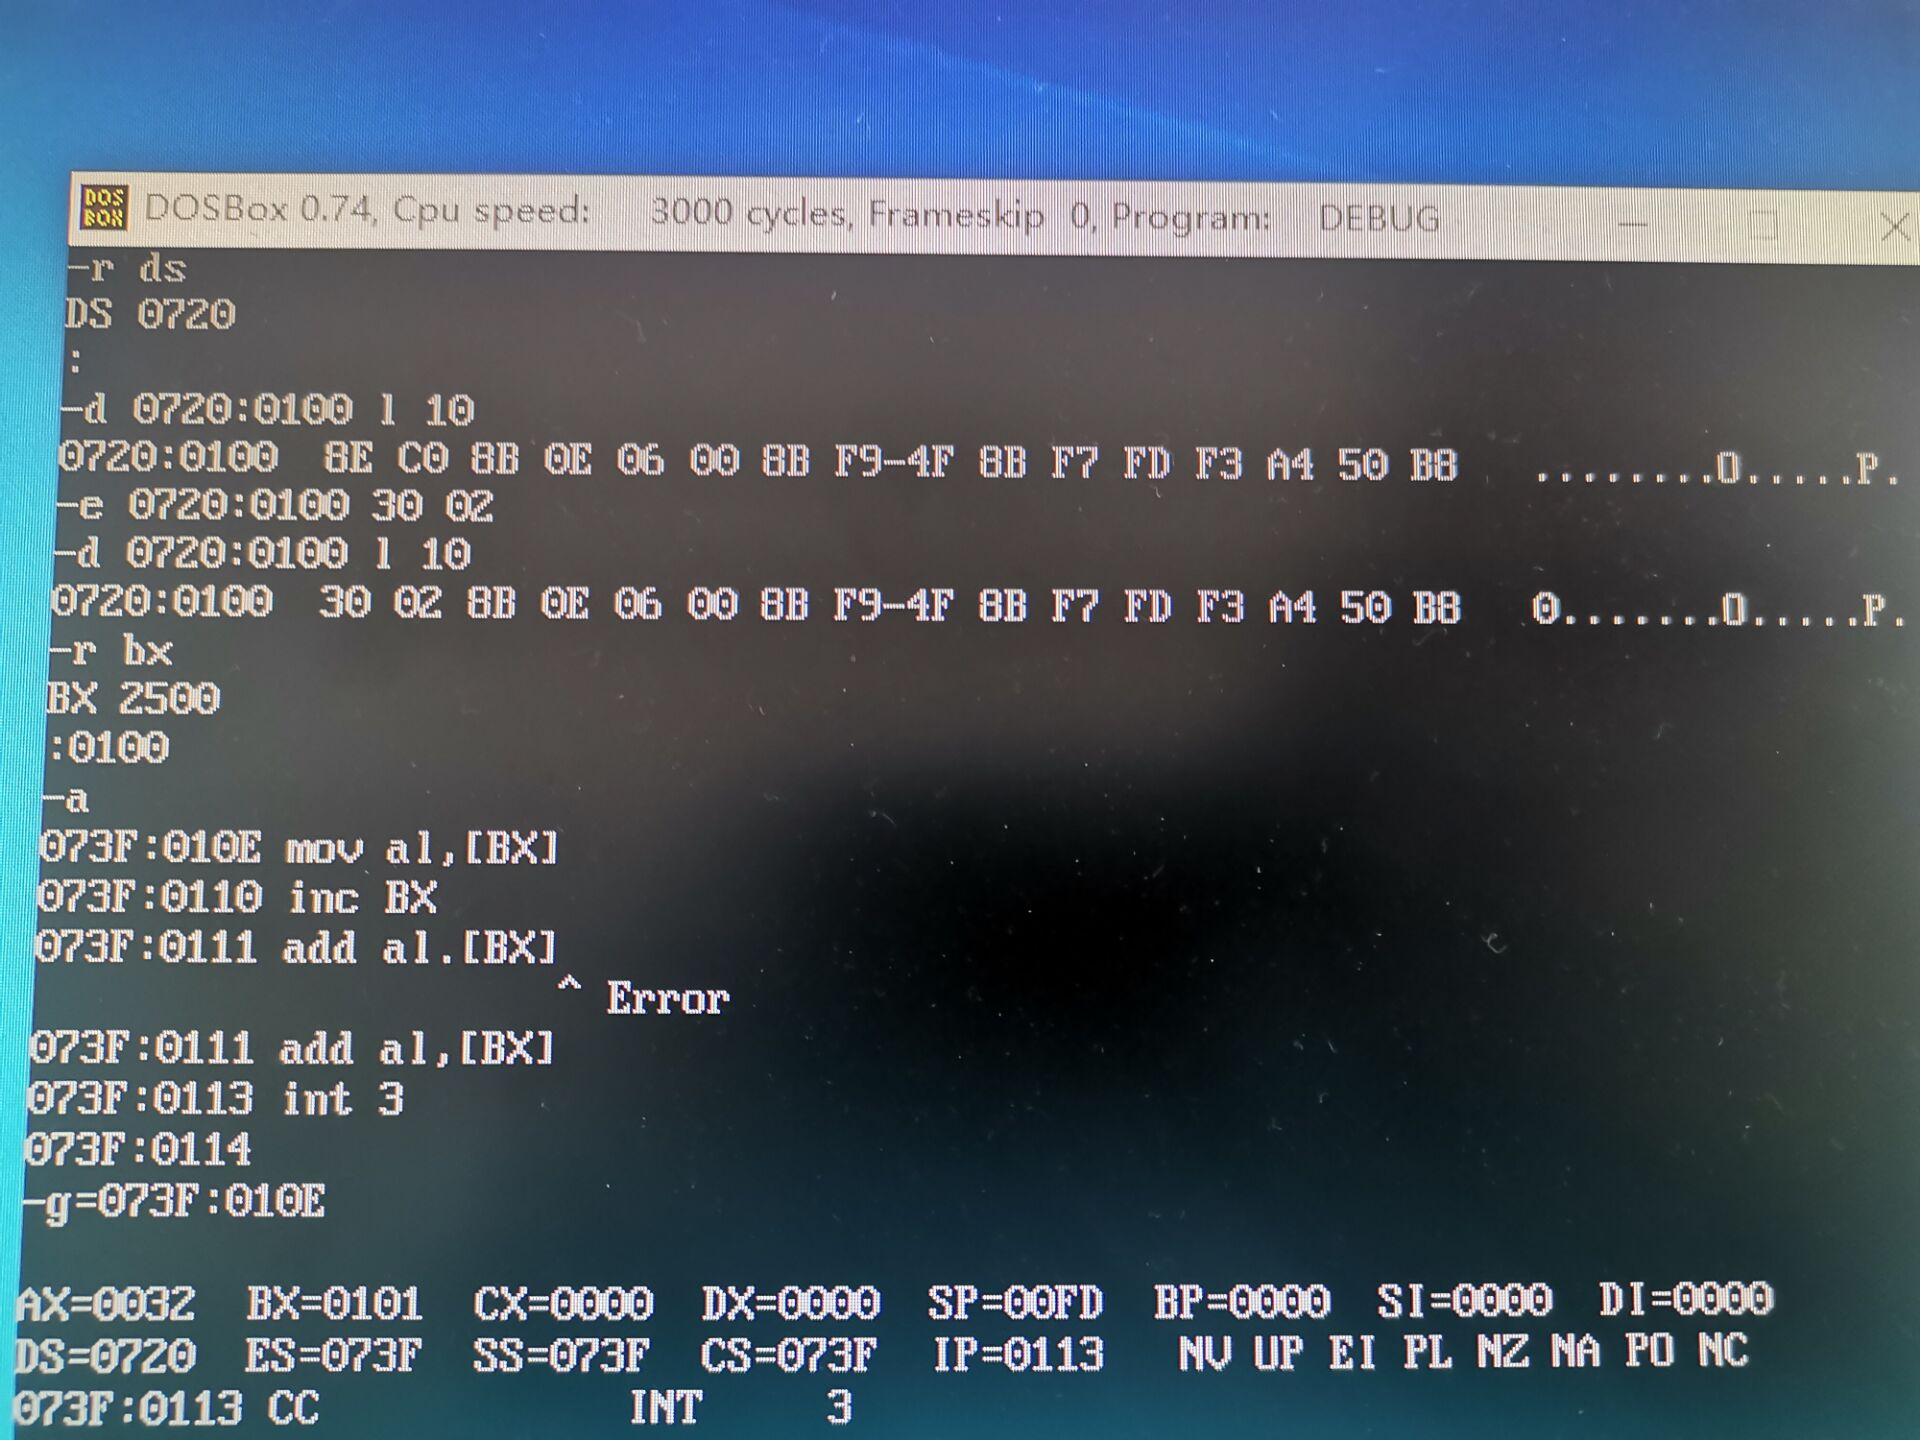 DOS
BOX
DOSBox 0.74, Cpu speed: 3000 cycles, Frameskip 0, Program: DEBUG
-r ds
DS 0720
:
-d 0720:0100 l 10
0720:0100 8E C0 8B 0E 06 00 8B F9-4F 8B F7 FD F3 A4 50 B8 ........O.....P.
-e 0720:0100 30 02
-d 0720:0100 l 10
0720:0100 30 02 8B 0E 06 00 8B F9-4F 8B F7 FD F3 A4 50 B8 0.......O.....P.
-r bx
BX 2500
:0100
-a
073F:010E mov al,[BX]
073F:0110 inc BX
073F:0111 add al.[BX]
^ Error
073F:0111 add al,[BX]
073F:0113 int 3
073F:0114
-g=073F:010E
AX=0032 BX=0101 CX=0000 DX=0000 SP=00FD BP=0000 SI=0000 DI=0000
DS=0720 ES=073F SS=073F CS=073F IP=0113 NV UP EI PL NZ NA PO NC
073F:0113 CC INT 3